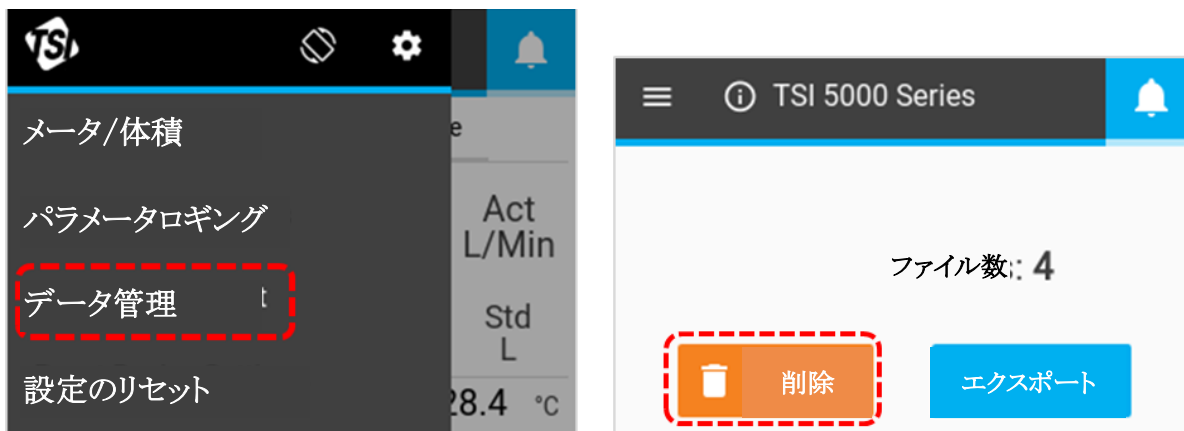 TSI
メータ/体積
パラメータロギング
データ管理 t
設定のリセット
e
Act
L/Min
Std
L
28.4 °C
TSI 5000 Series
ファイル数: 4
削除
エクスポート